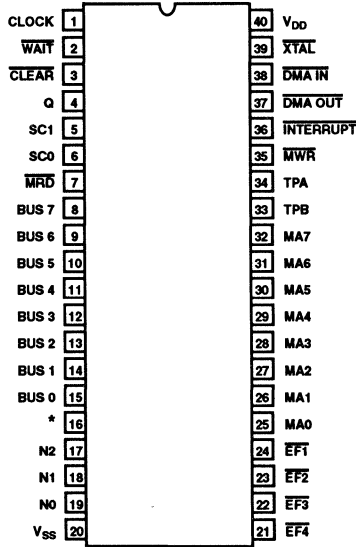 CLOCK 1 40 VDD
WAIT 2 39 XTAL
CLEAR 3 38 DMA IN
Q 4 37 DMA OUT
SC1 5 36 INTERRUPT
SC0 6 35 MWR
MRD 7 34 TPA
BUS 7 8 33 TPB
BUS 6 9 32 MA7
BUS 5 10 31 MA6
BUS 4 11 30 MA5
BUS 3 12 29 MA4
BUS 2 13 28 MA3
BUS 1 14 27 MA2
BUS 0 15 26 MA1
* 16 25 MA0
N2 17 24 EF1
N1 18 23 EF2
N0 19 22 EF3
VSS 20 21 EF4